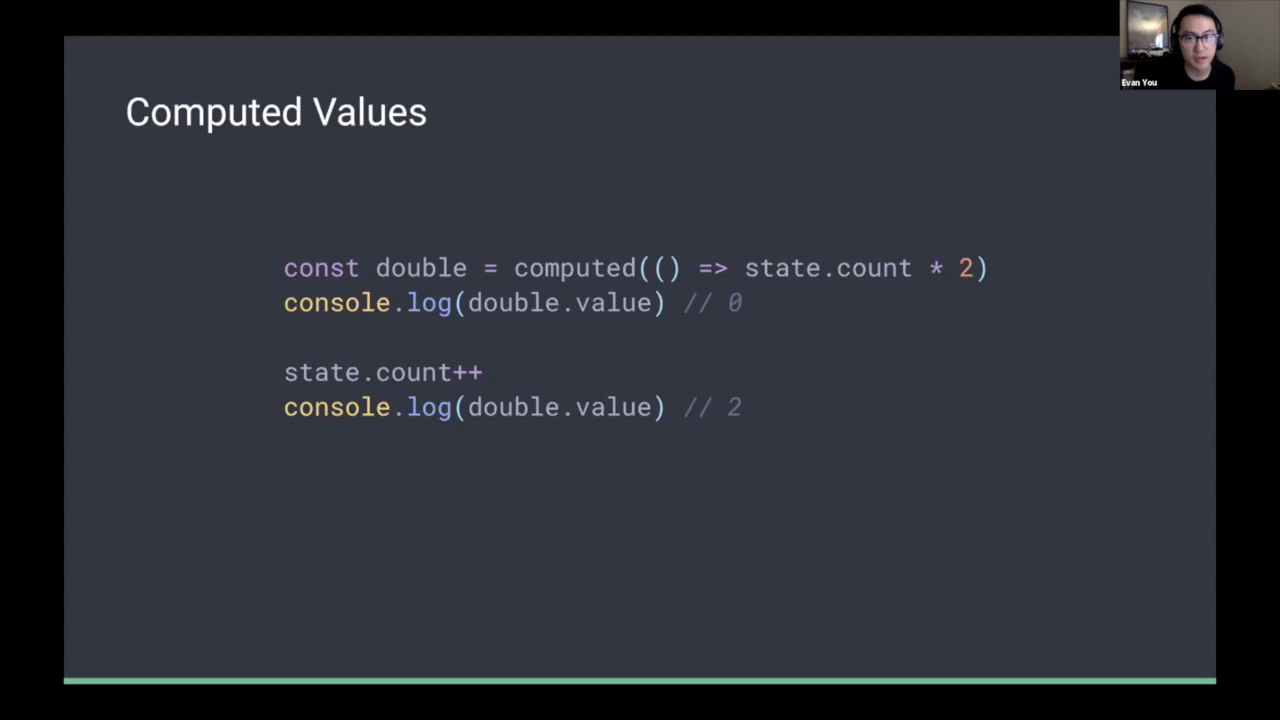 Computed Values
const double = computed(() => state.count * 2)
console.log(double.value) // 0
state.count++
console.log(double.value) // 2
Evan You